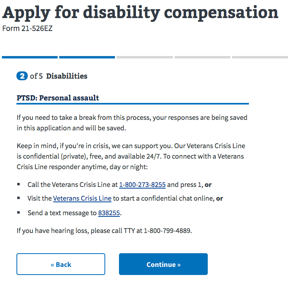 Apply for disability compensation
Form 21-526EZ
2 of 5 Disabilities
PTSD: Personal assault
If you need to take a break from this process, your responses are being saved
in this application and will be saved.
Keep in mind, if you're in crisis, we can support you. Our Veterans Crisis Line
is confidential (private), free, and available 24/7. To connect with a Veterans
Crisis Line responder anytime, day or night:
Call the Veterans Crisis Line at 1-800-273-8255 and press 1, or
Visit the Veterans Crisis Line to start a confidential chat online, or
Send a text message to 838255.
If you have hearing loss, please call TTY at 1-800-799-4889.
« Back
Continue »